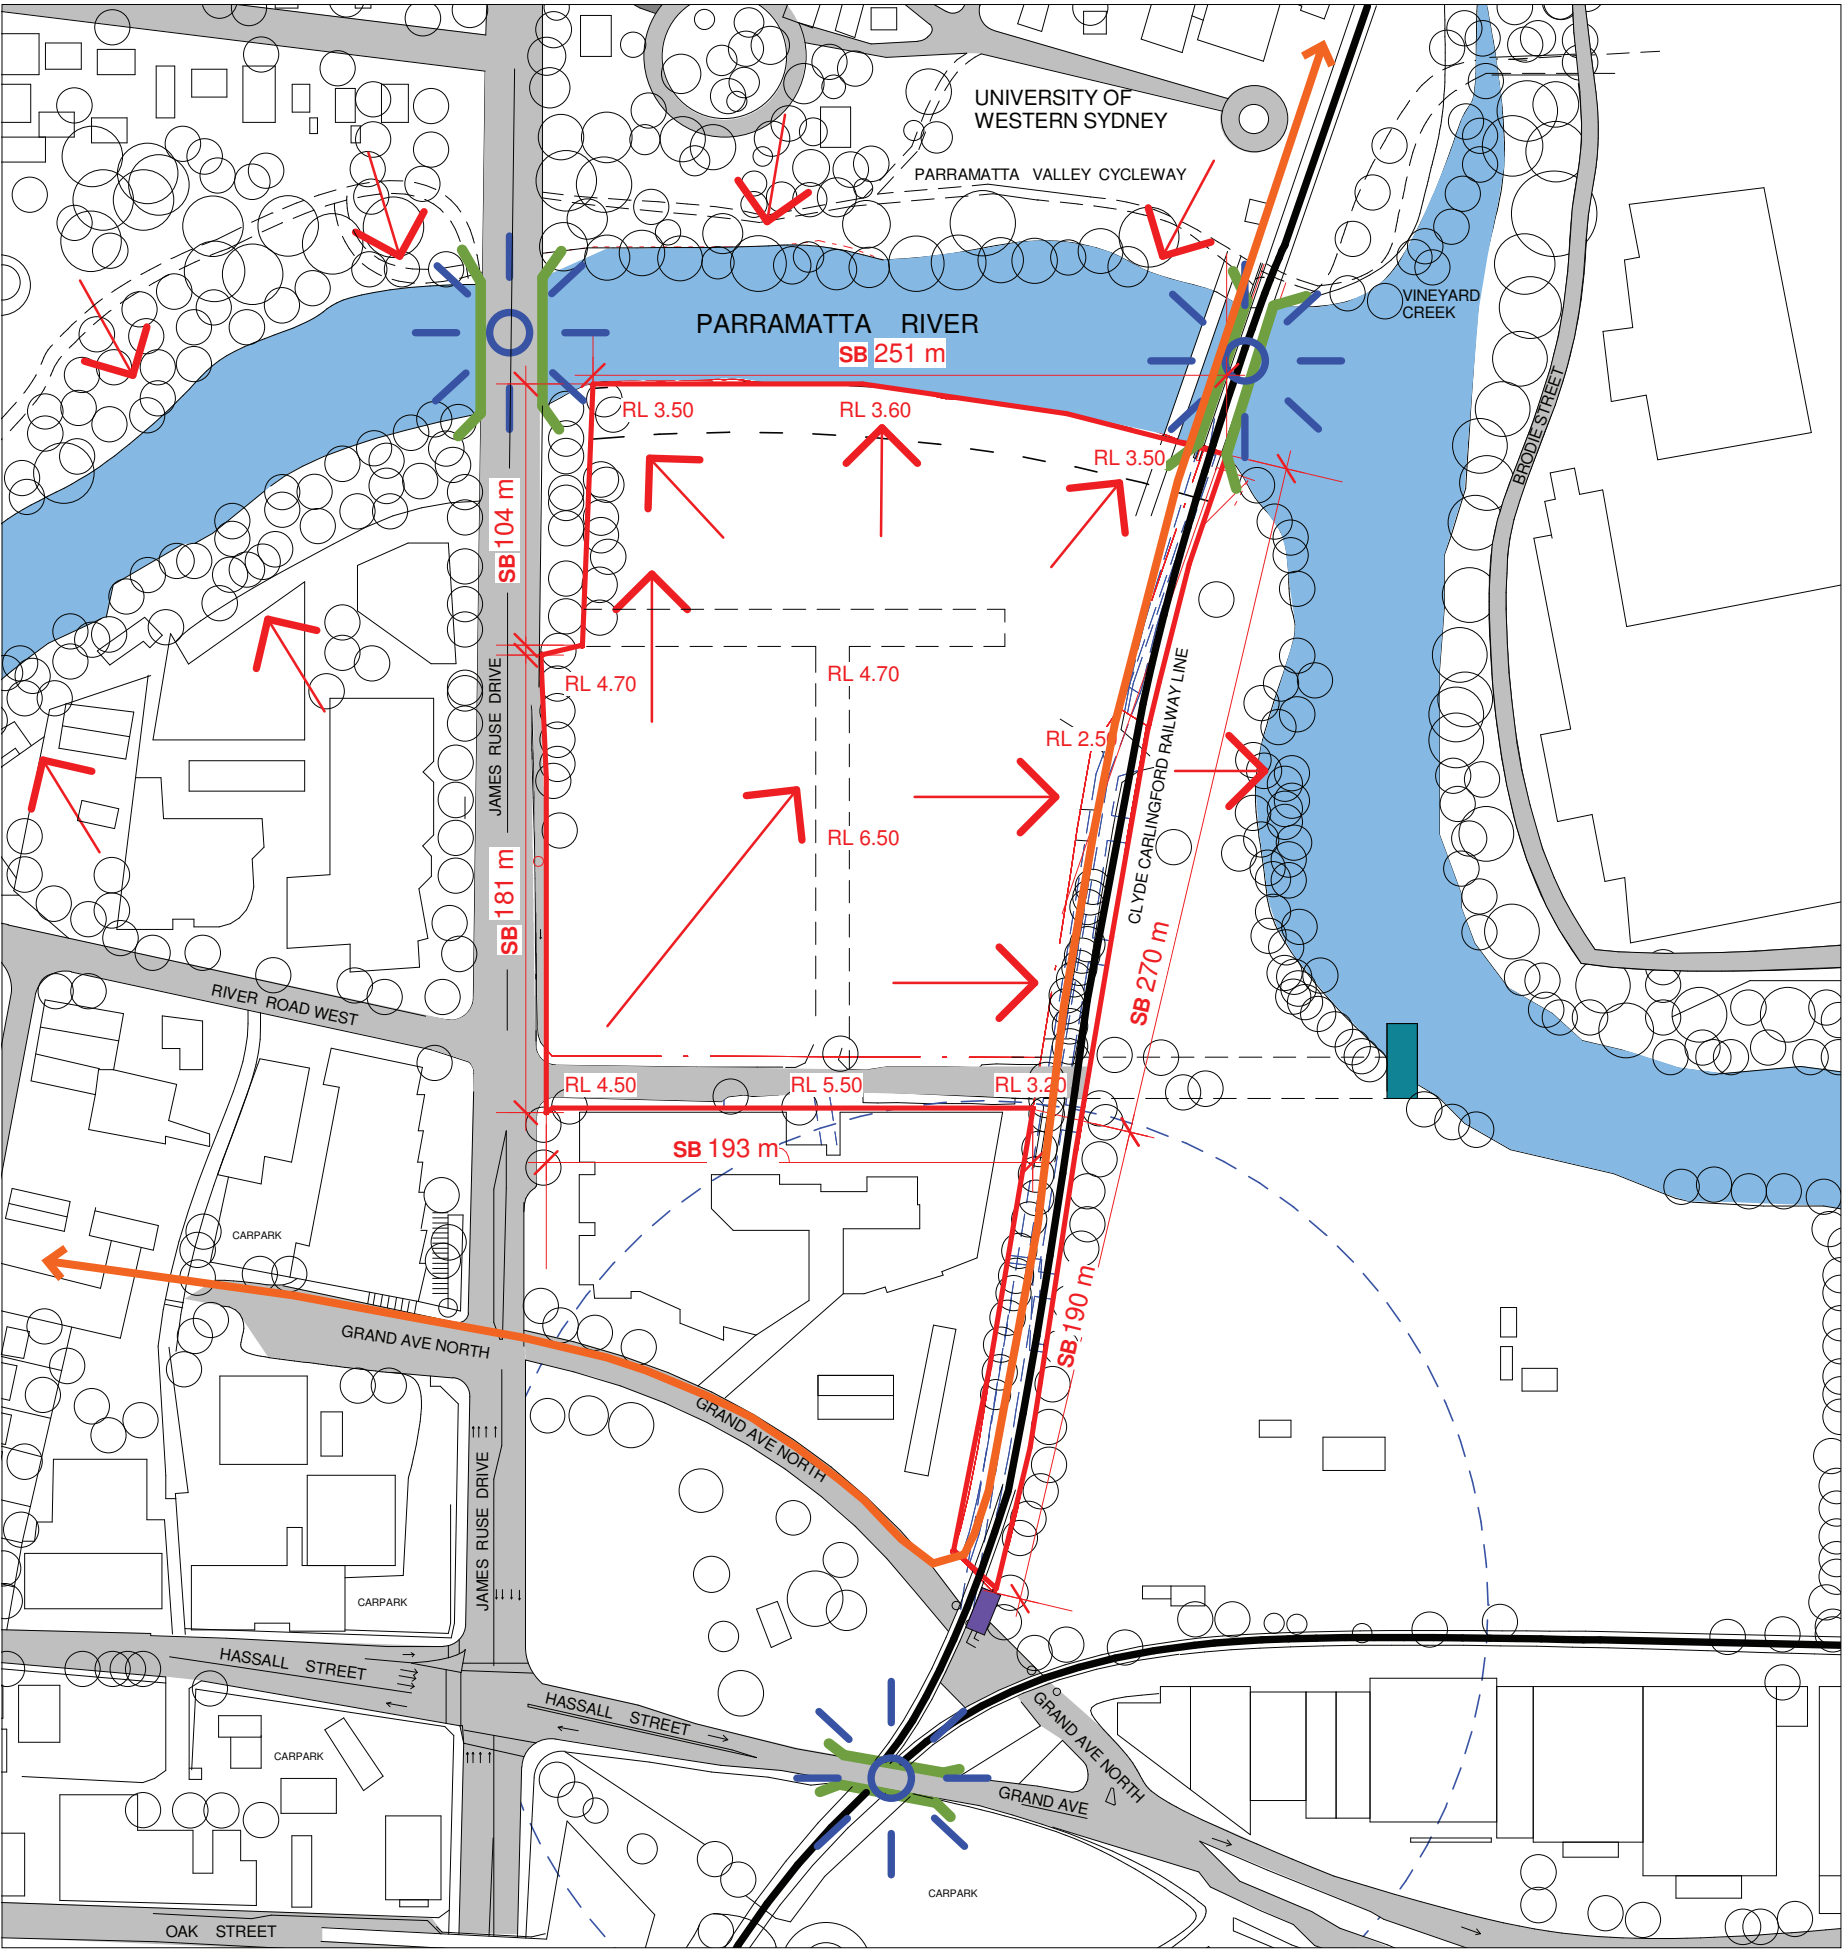 UNIVERSITY OF
WESTERN SYDNEY
PARRAMATTA VALLEY CYCLEWAY
VINEYARD
CREEK
PARRAMATTA RIVER
SB 251 m
RL 3.50
RL 3.60
RL 3.50
BRODIE STREET
SB 104 m
JAMES RUSE DRIVE
RL 4.70
RL 4.70
RL 2.50
CLYDE CARLINGFORD RAILWAY LINE
RL 6.50
SB 181 m
SB 270 m
RIVER ROAD WEST
RL 4.50
RL 5.50
RL 3.20
SB 193 m
CARPARK
SB 190 m
GRAND AVE NORTH
GRAND AVE NORTH
JAMES RUSE DRIVE
CARPARK
HASSALL STREET
HASSALL STREET
GRAND AVE NORTH
CARPARK
GRAND AVE
CARPARK
OAK STREET